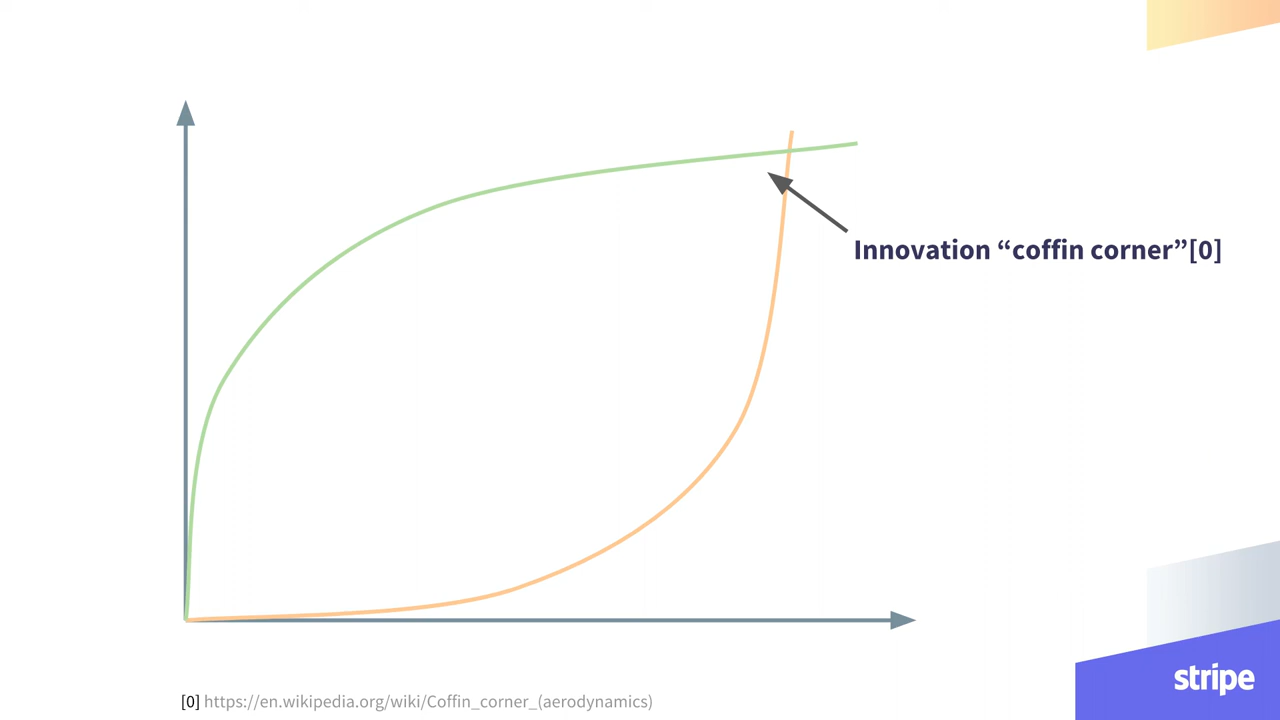 Innovation “coffin corner”[0]
[0] https://en.wikipedia.org/wiki/Coffin_corner_(aerodynamics)
stripe